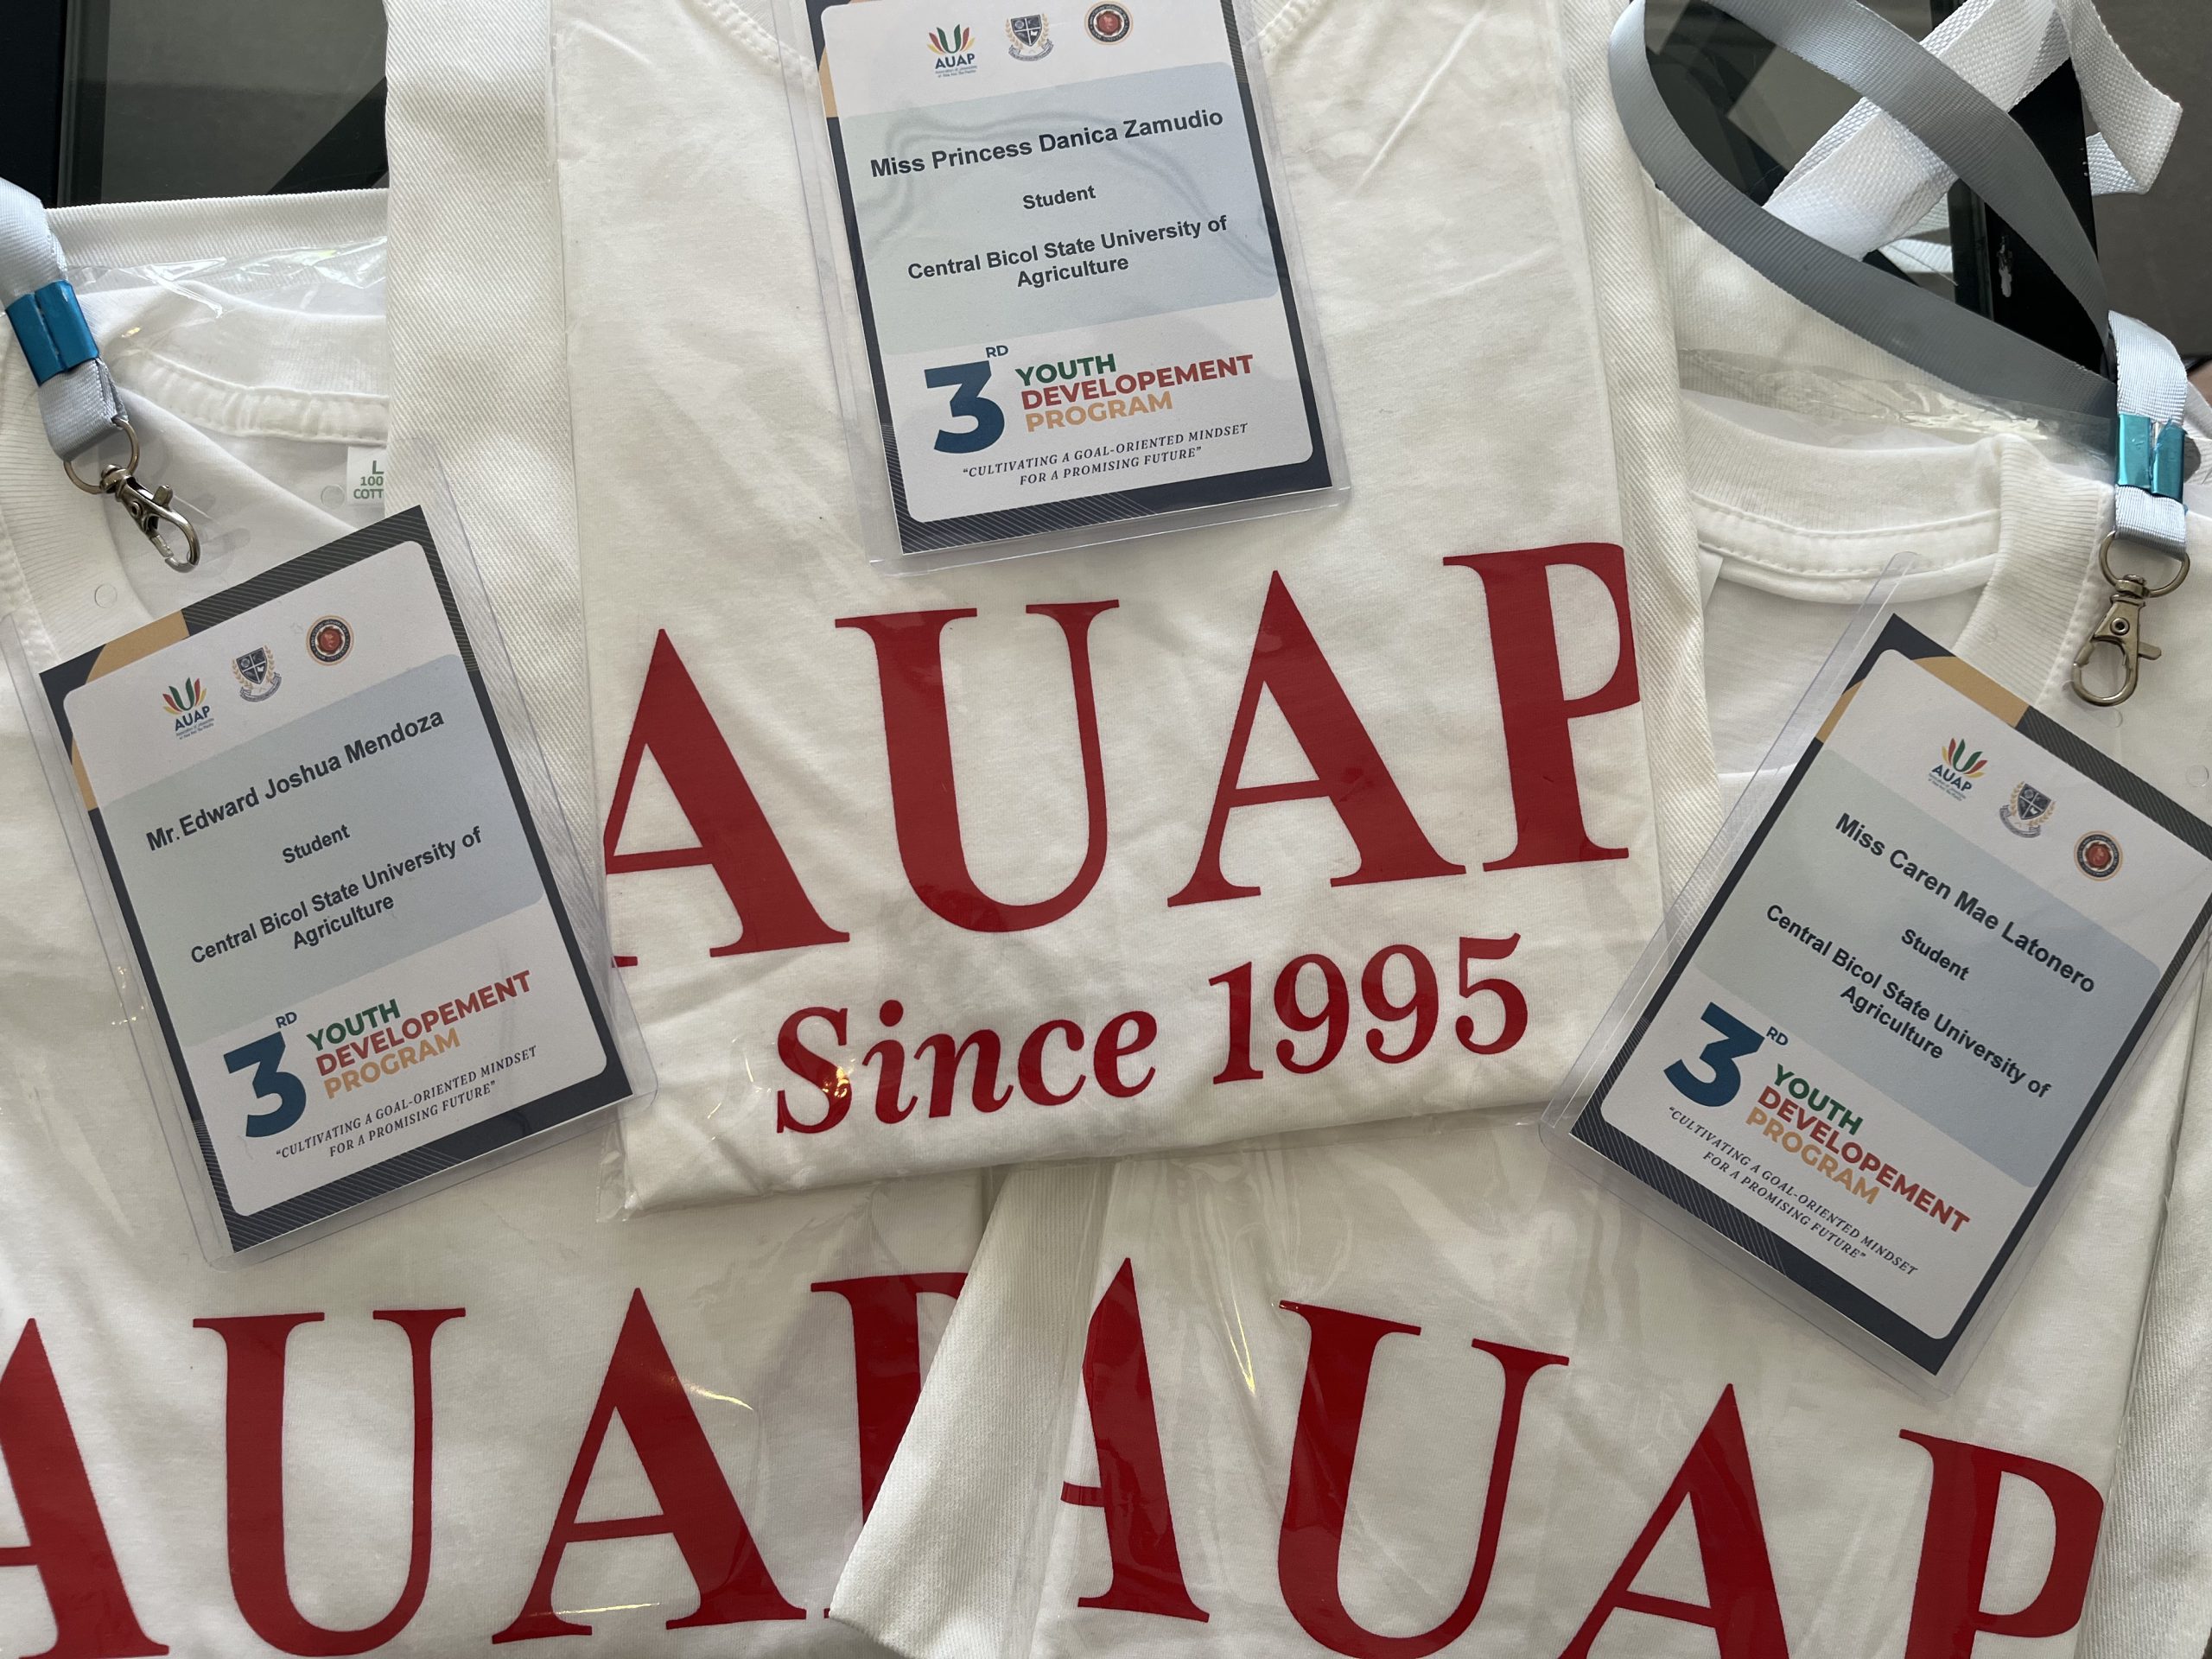 AUAP
Miss Princess Danica Zamudio
Student
Central Bicol State University of
Agriculture
3RD
YOUTH
DEVELOPEMENT
PROGRAM
"CULTIVATING A GOAL-ORIENTED MINDSET
FOR A PROMISING FUTURE"
L
100
COTT
AUAP
Mr.Edward Joshua Mendoza
Student
Central Bicol State University of
Agriculture
3RD
YOUTH
DEVELOPEMENT
PROGRAM
"CULTIVATING A GOAL-ORIENTED MINDSET
FOR A PROMISING FUTURE"
AUAP
Since 1995
AUAP
Miss Caren Mae Latonero
Student
Central Bicol State University of
Agriculture
3RD
YOUTH
DEVELOPEMENT
PROGRAM
"CULTIVATING A GOAL-ORIENTED MINDSET
FOR A PROMISING FUTURE"
AUAP
AUAP